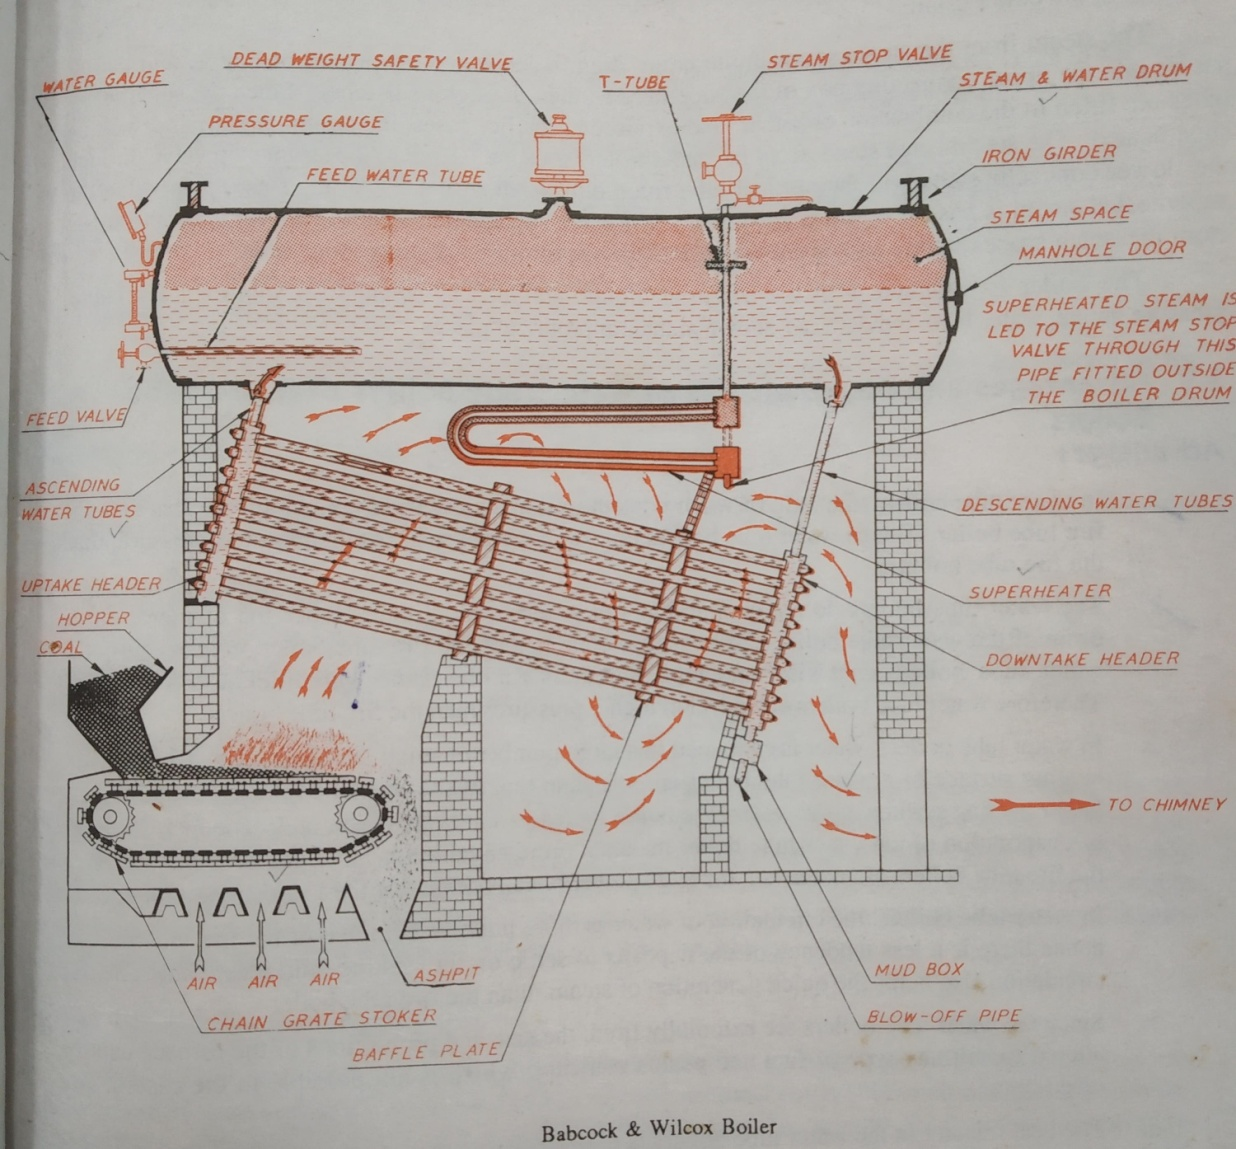 DEAD WEIGHT SAFETY VALVE
STEAM STOP VALVE
WATER GAUGE
T-TUBE
STEAM & WATER DRUM
PRESSURE GAUGE
IRON GIRDER
FEED WATER TUBE
STEAM SPACE
MANHOLE DOOR
SUPERHEATED STEAM IS
LED TO THE STEAM STOP
VALVE THROUGH THIS
PIPE FITTED OUTSIDE
THE BOILER DRUM
FEED VALVE
ASCENDING
WATER TUBES
DESCENDING WATER TUBES
UPTAKE HEADER
SUPERHEATER
HOPPER
COAL
DOWNTAKE HEADER
TO CHIMNEY
AIR
AIR
AIR
ASHPIT
MUD BOX
CHAIN GRATE STOKER
BLOW-OFF PIPE
BAFFLE PLATE
Babcock & Wilcox Boiler